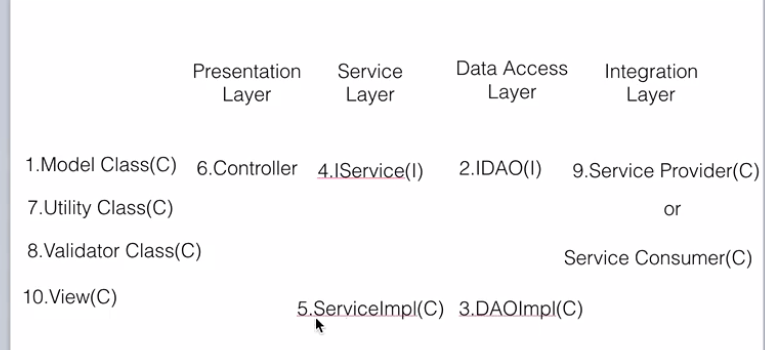 Presentation Layer
Service Layer
Data Access Layer
Integration Layer
1.Model Class(C)
6.Controller
4.IService(I)
2.IDAO(I)
9.Service Provider(C)
7.Utility Class(C)
or
8.Validator Class(C)
Service Consumer(C)
10.View(C)
5.ServiceImpl(C)
3.DAOImpl(C)